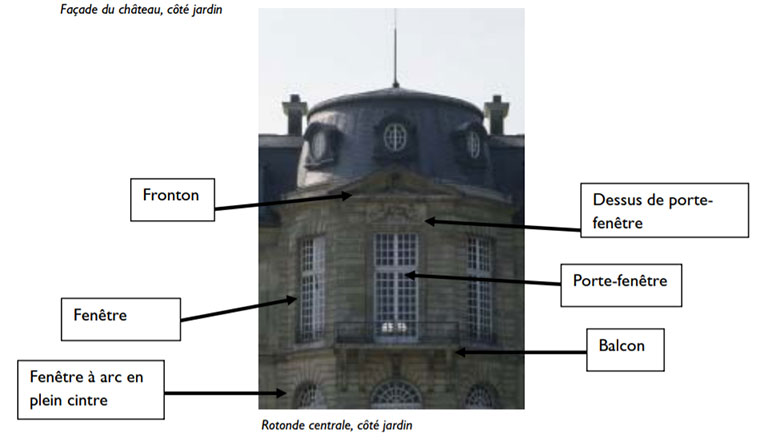 Façade du château, côté jardin
Fronton
Dessus de porte-
fenêtre
Porte-fenêtre
Fenêtre
Balcon
Fenêtre à arc en
plein cintre
Rotonde centrale, côté jardin